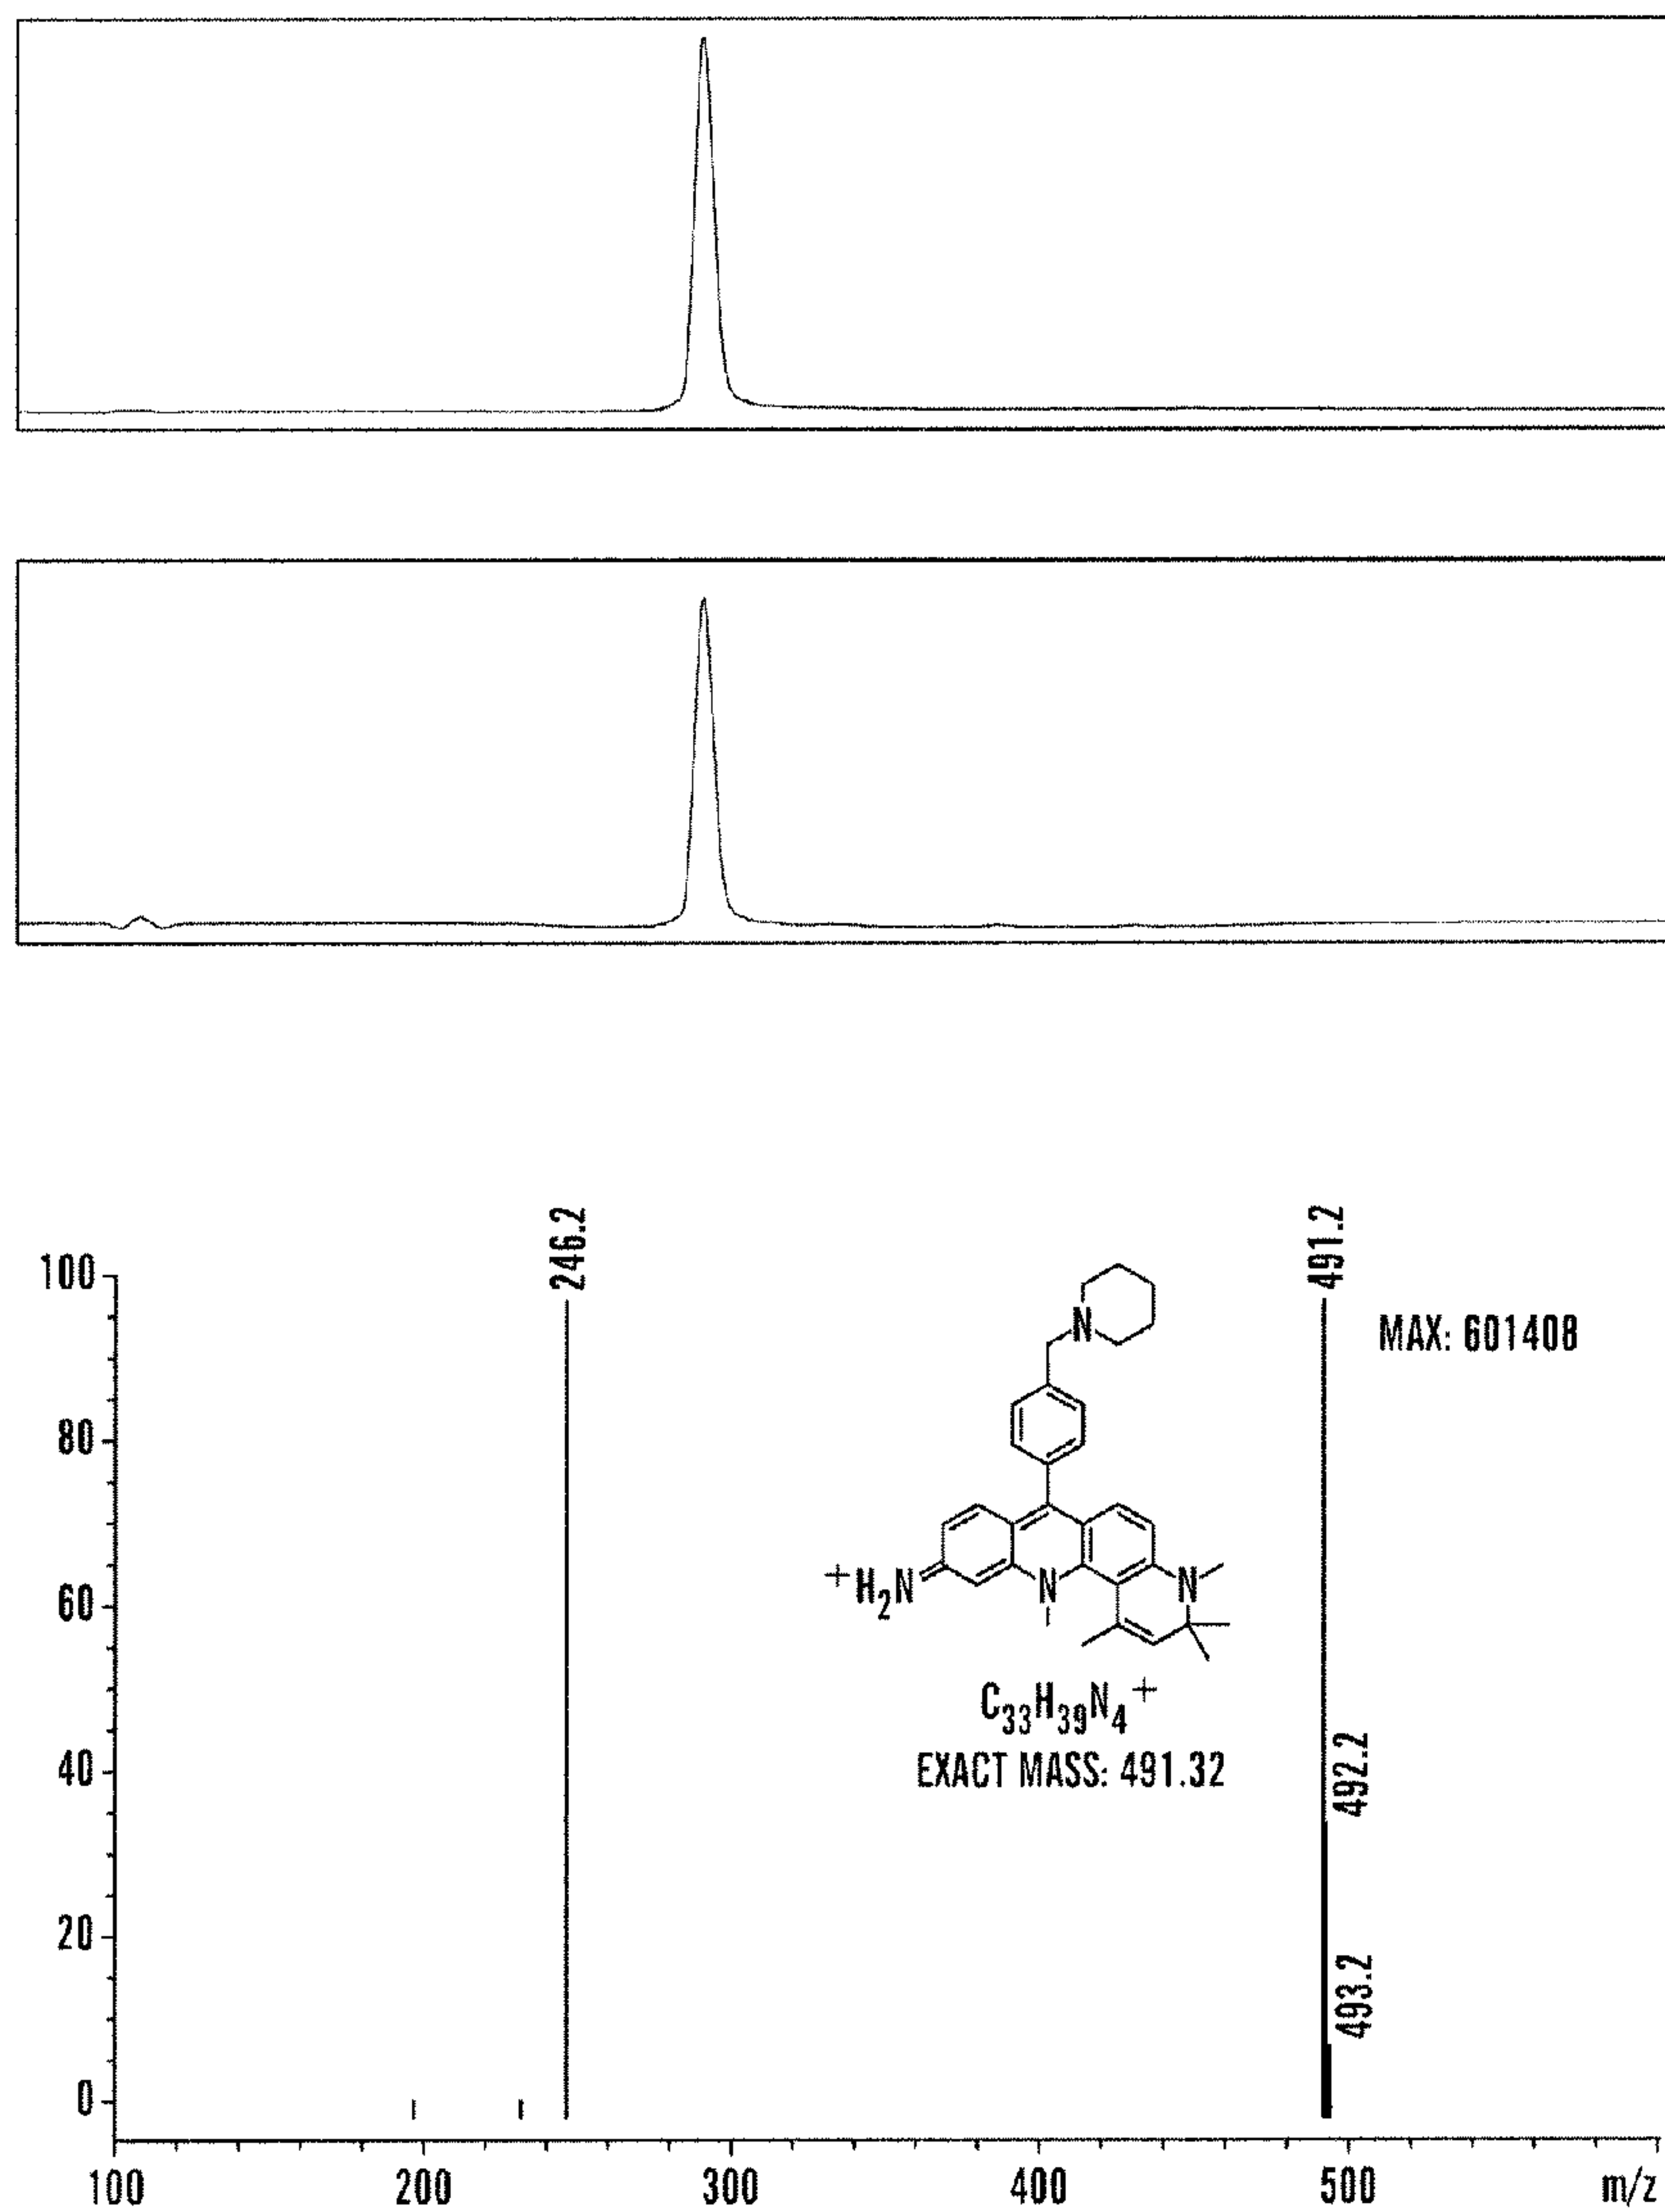 246.2
491.2
100
MAX: 601408
N
80
60
+H2N
N
N
C33H39N4+
EXACT MASS: 491.32
492.2
40
20
493.2
0
100 200 300 400 500 m/z